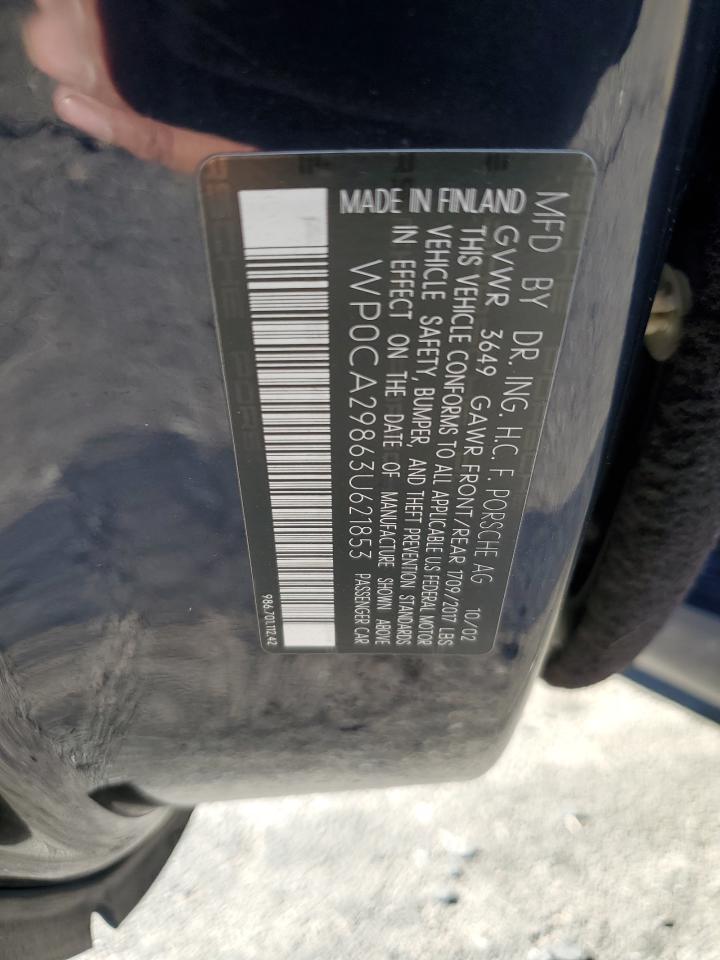 MFD BY DR. ING. H.C. F. PORSCHE AG 10/02
GVWR 3649 GAWR FRONT/REAR 1709/2017 LBS
THIS VEHICLE CONFORMS TO ALL APPLICABLE US FEDERAL MOTOR
VEHICLE SAFETY, BUMPER, AND THEFT PREVENTION STANDARDS
IN EFFECT ON THE DATE OF MANUFACTURE SHOWN ABOVE
MADE IN FINLAND
WP0CA29863U621853 PASSENGER CAR
986.701.112.42